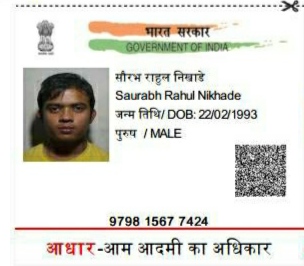 भारत सरकार
GOVERNMENT OF INDIA
सौरभ राहुल निखाडे
Saurabh Rahul Nikhade
जन्म तिथि/ DOB: 22/02/1993
पुरुष / MALE
9798 1567 7424
आधार-आम आदमी का अधिकार